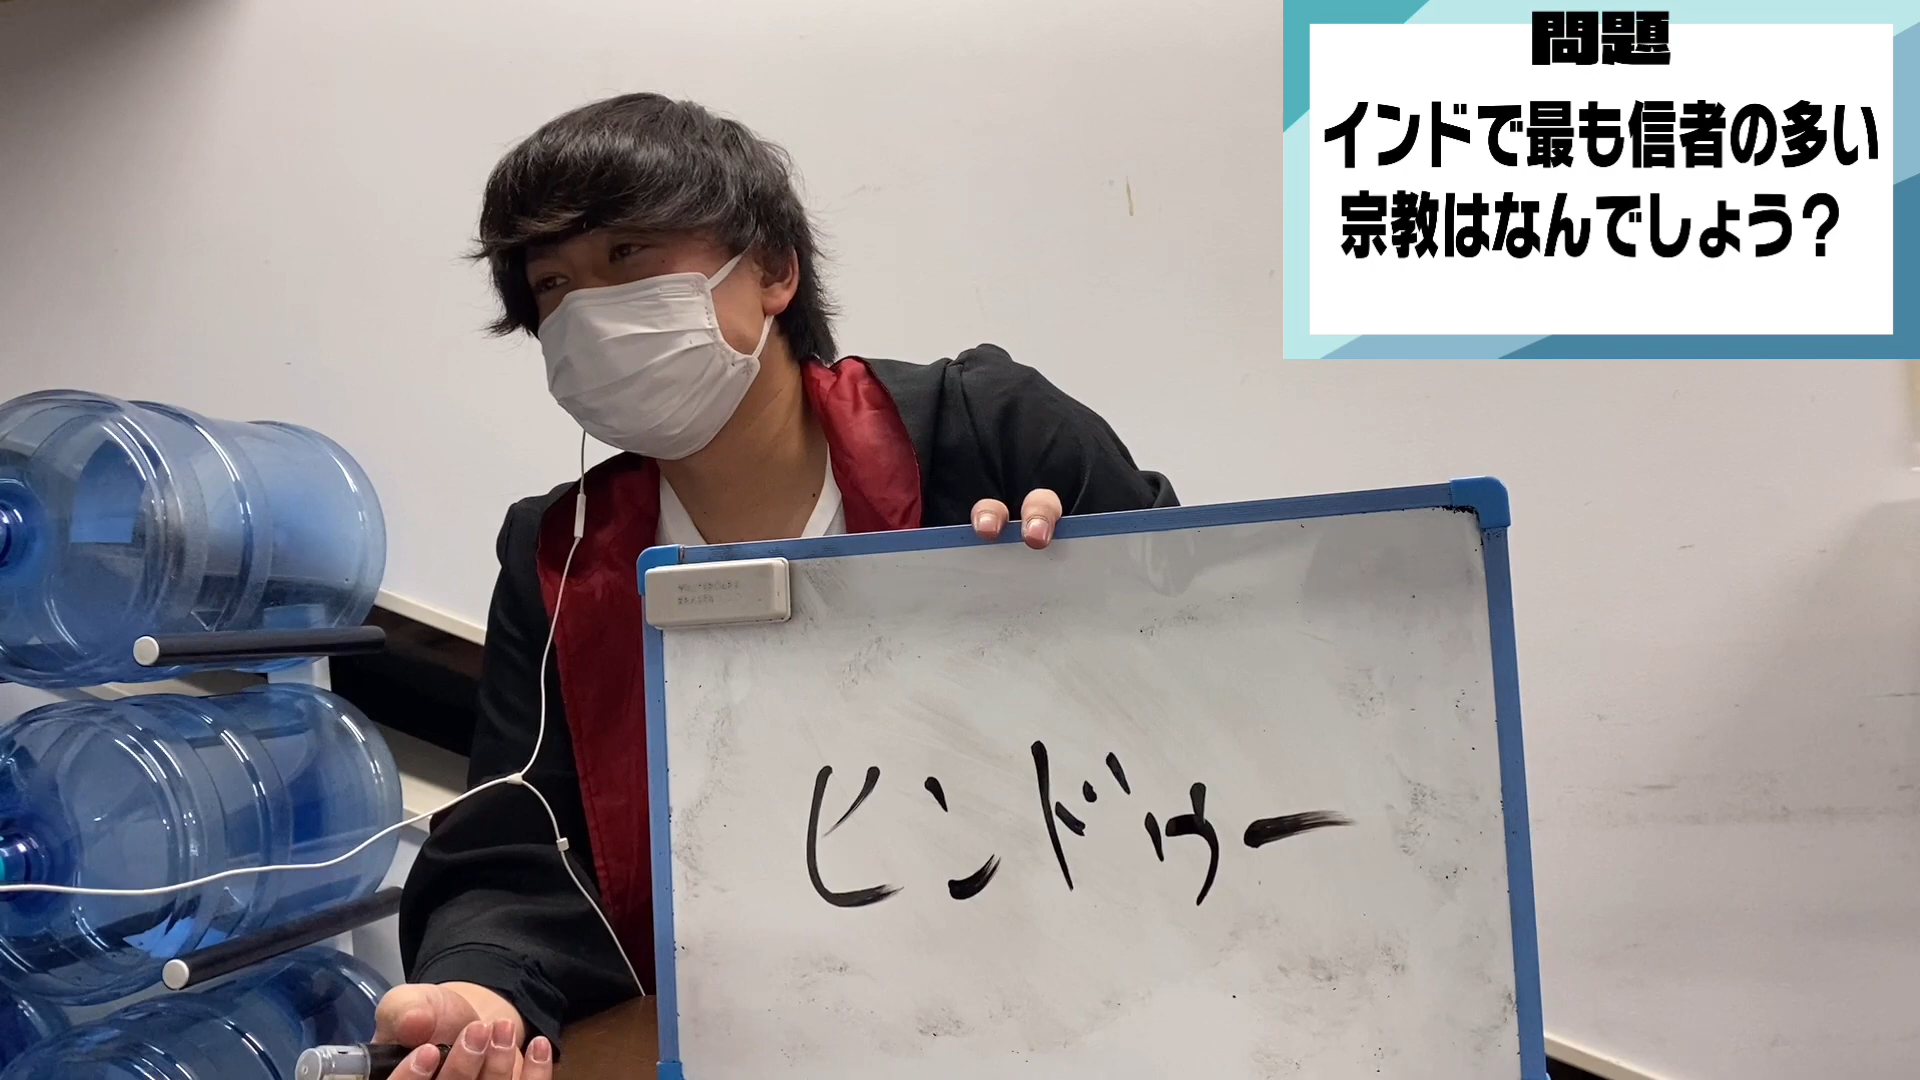 問題
インドで最も信者の多い
宗教はなんでしょう？
ヒンドゥー